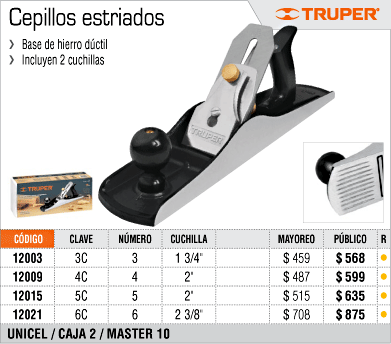 Cepillos estriados
TRUPER®
❯ Base de hierro dúctil
❯ Incluyen 2 cuchillas
TRUPER
TRUPER
CÓDIGO CLAVE NÚMERO CUCHILLA MAYOREO PÚBLICO R
12003 3C 3 1 3/4" $ 459 $ 568
12009 4C 4 2" $ 487 $ 599
12015 5C 5 2" $ 515 $ 635
12021 6C 6 2 3/8" $ 708 $ 875
UNICEL / CAJA 2 / MASTER 10